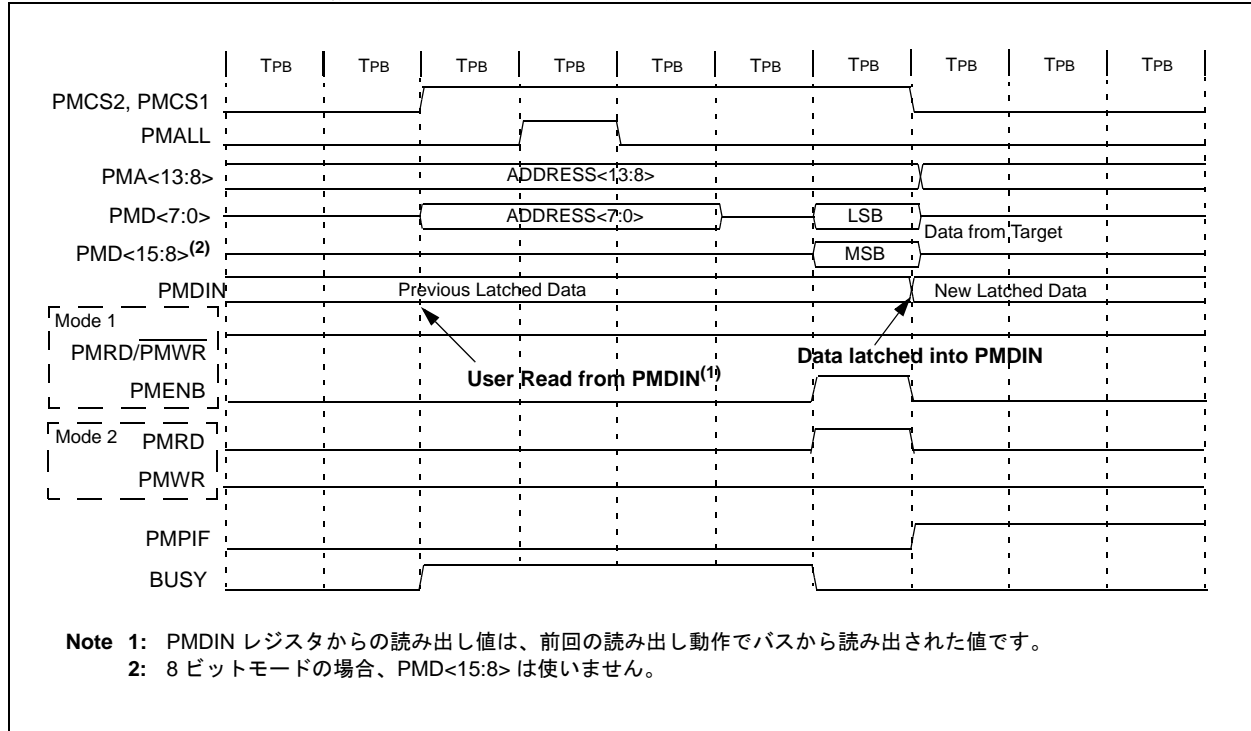 TPB TPB TPB TPB TPB TPB TPB TPB TPB TPB
PMCS2, PMCS1
PMALL
PMA<13:8> ADDRESS<13:8>
PMD<7:0> ADDRESS<7:0> LSB
Data from Target
PMD<15:8>(2) MSB
PMDIN Previous Latched Data New Latched Data
Mode 1
PMRD/PMWR Data latched into PMDIN
User Read from PMDIN(1)
PMENB
Mode 2 PMRD
PMWR
PMPIF
BUSY
Note 1: PMDIN レジスタからの読み出し値は、前回の読み出し動作でバスから読み出された値です。
2: 8 ビットモードの場合、PMD<15:8> は使いません。